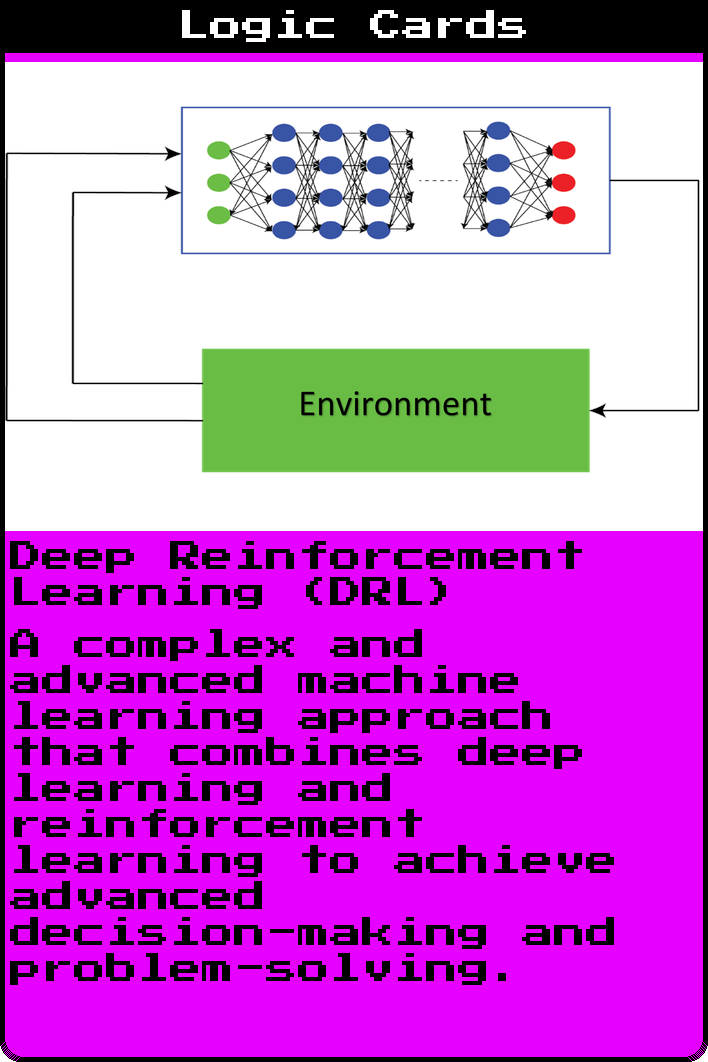 Logic Cards
Environment
Deep Reinforcement
Learning (DRL)
A complex and
advanced machine
learning approach
that combines deep
learning and
reinforcement
learning to achieve
advanced
decision-making and
problem-solving.